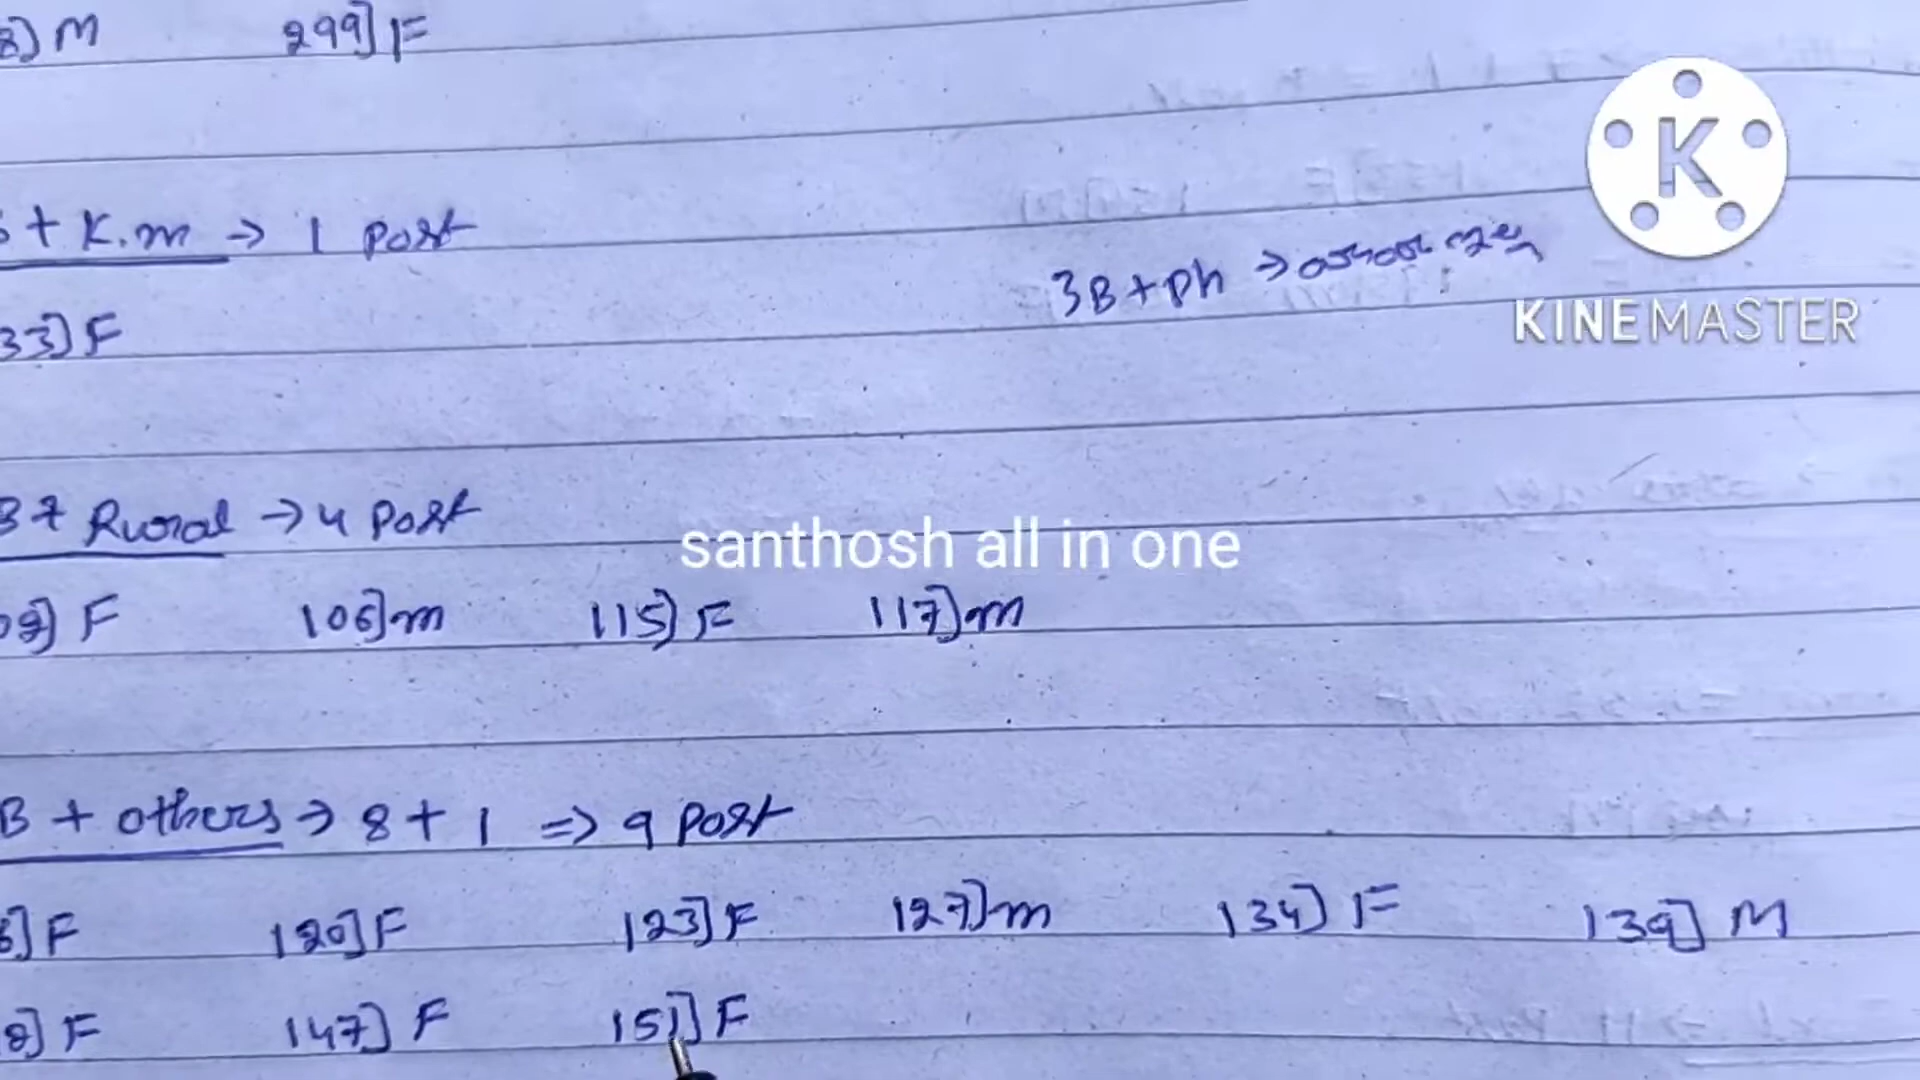 8) M 299] F
+ K.m → 1 Post
3B + Ph →
KINEMASTER
33] F
B + Rural → 4 Post
santhosh all in one
] F 106] m 115] F 117] m
B + others → 8 + 1 => 9 Post
] F 120] F 123] F 127] m 134] F 139] M
8] F 147] F 151] F